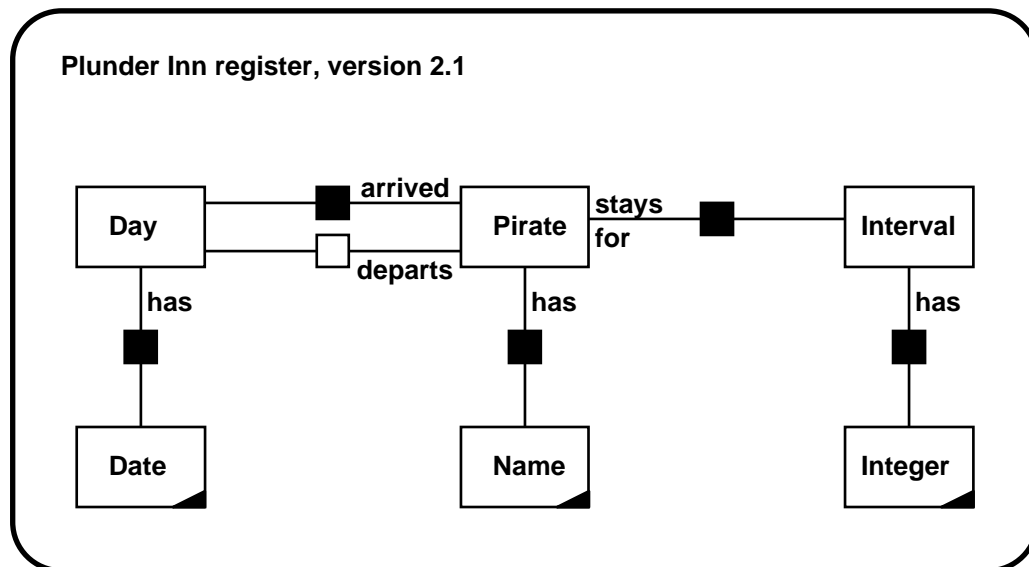 Plunder Inn register, version 2.1
arrived
Day
Pirate
stays
for
Interval
departs
has
has
has
Date
Name
Integer